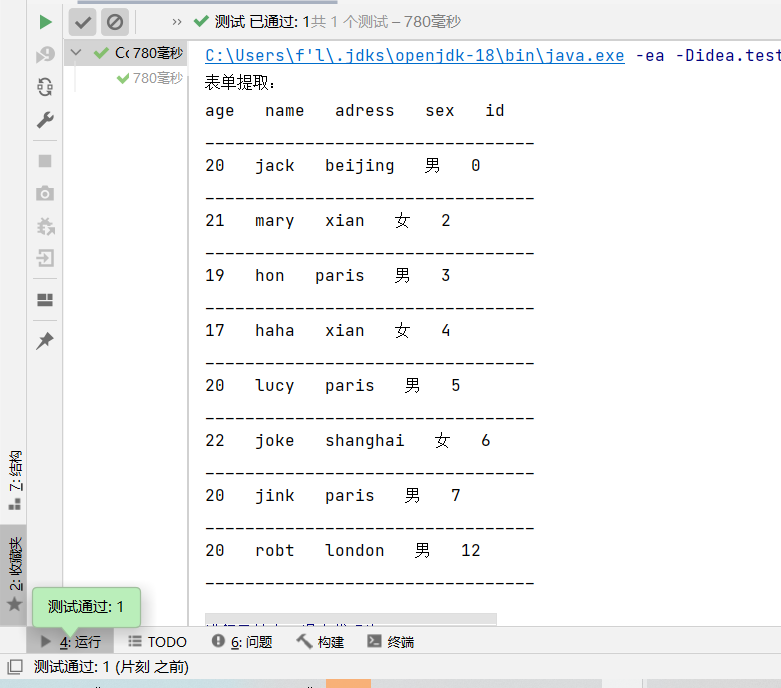 测试 已通过: 1共 1 个测试 – 780毫秒
Cc 780毫秒
780毫秒
C:\Users\f'l\.jdks\openjdk-18\bin\java.exe -ea -Didea.test
表单提取:
age name adress sex id
---------------------------------
20 jack beijing 男 0
---------------------------------
21 mary xian 女 2
---------------------------------
19 hon paris 男 3
---------------------------------
17 haha xian 女 4
---------------------------------
20 lucy paris 男 5
---------------------------------
22 joke shanghai 女 6
---------------------------------
20 jink paris 男 7
---------------------------------
20 robt london 男 12
---------------------------------
7: 结构
2: 收藏夹
测试通过: 1
4: 运行 TODO 6: 问题 构建 终端
测试通过: 1 (片刻 之前)